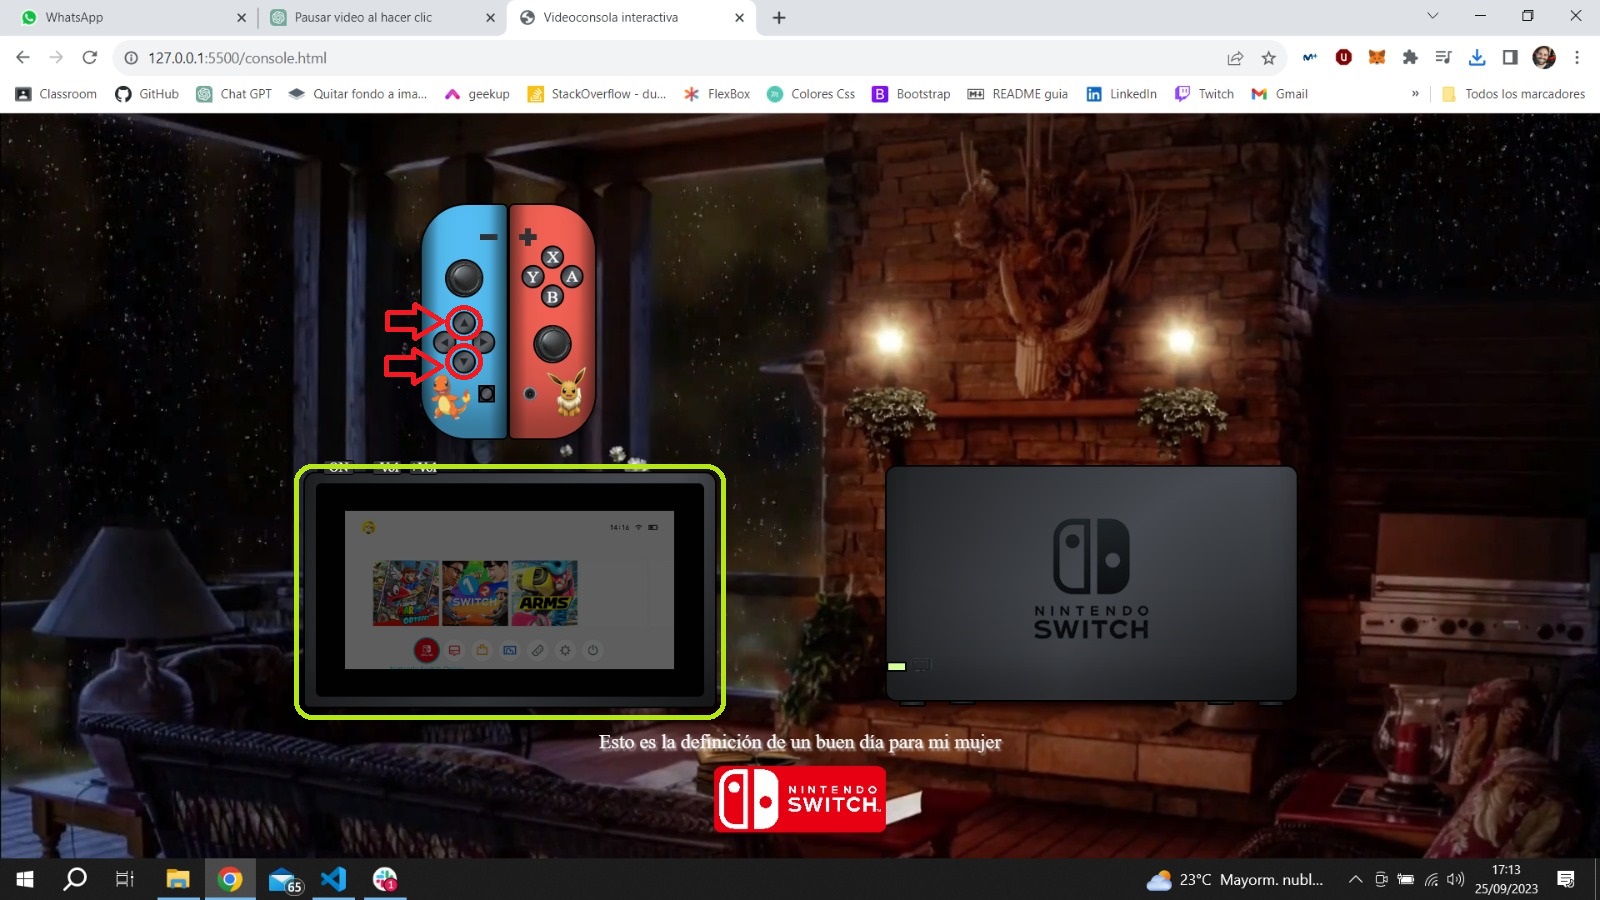 WhatsApp
Pausar video al hacer clic
Videoconsola interactiva
127.0.0.1:5500/console.html
Classroom
GitHub
Chat GPT
Quitar fondo a ima...
geekup
StackOverflow - du...
FlexBox
Colores Css
Bootstrap
README guia
LinkedIn
Twitch
Gmail
»
Todos los marcadores
X
Y A
B
ON -Vol +Vol
14:16
SWITCH
ARMS
NINTENDO
SWITCH
Esto es la definición de un buen día para mi mujer
NINTENDO
SWITCH
65
1
23°C Mayorm. nubl...
17:13
25/09/2023